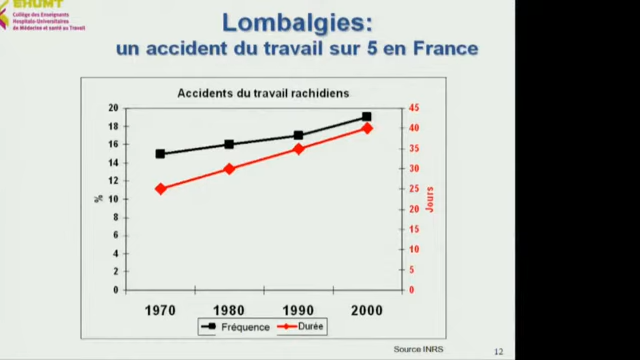 EHUMT
Collège des Enseignants
Hospitalo-Universitaires
de Médecine et santé au Travail
Lombalgies:
un accident du travail sur 5 en France
Accidents du travail rachidiens
20
18
16
14
12
10
8
6
4
2
0
%
45
40
35
30
25
20
15
10
5
0
Jours
1970 1980 1990 2000
Fréquence Durée
Source INRS
12